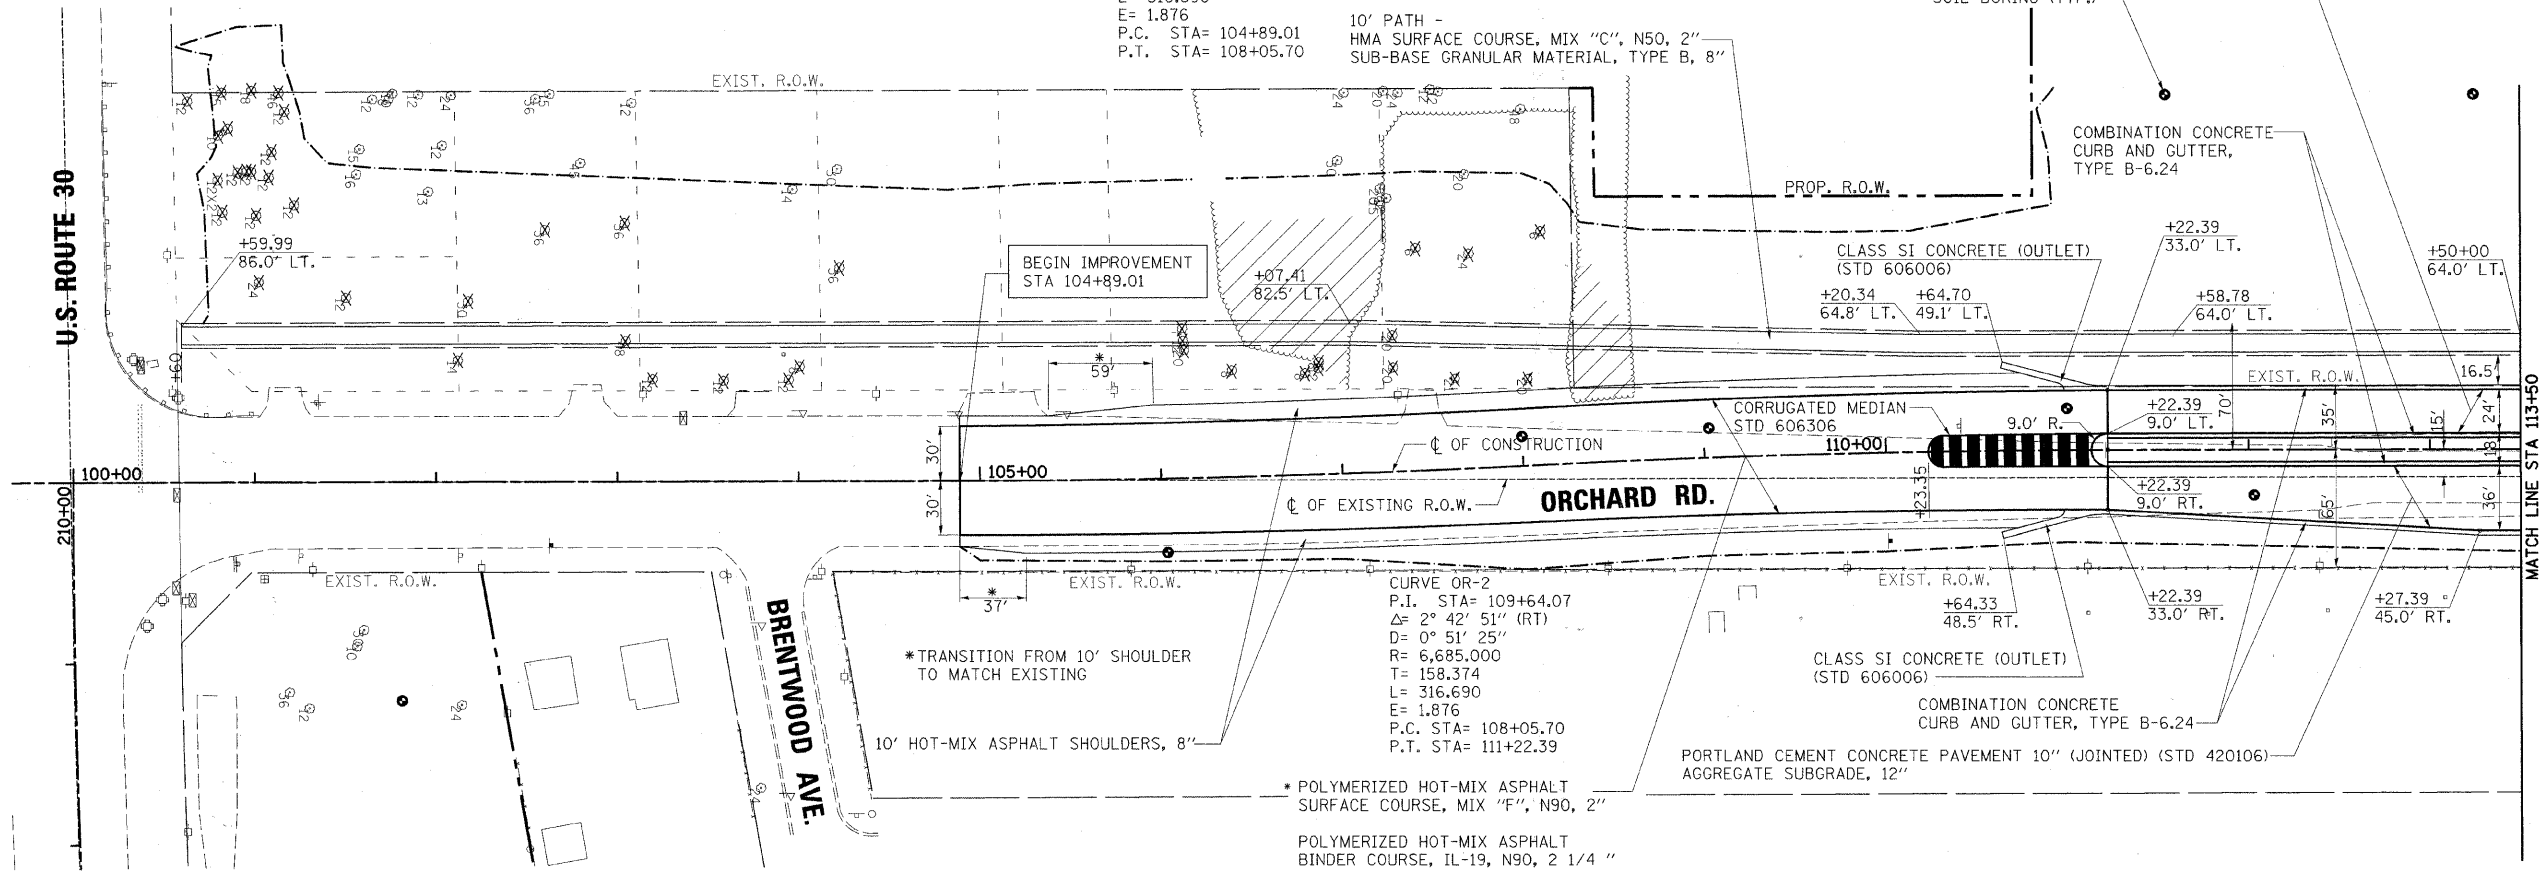 E= 1.876
P.C. STA= 104+89.01
P.T. STA= 108+05.70
10' PATH -
HMA SURFACE COURSE, MIX "C", N50, 2"
SUB-BASE GRANULAR MATERIAL, TYPE B, 8"
EXIST. R.O.W.
COMBINATION CONCRETE
CURB AND GUTTER,
TYPE B-6.24
PROP. R.O.W.
U.S. ROUTE 30
+59.99
86.0' LT.
BEGIN IMPROVEMENT
STA 104+89.01
+07.41
82.5' LT.
CLASS SI CONCRETE (OUTLET)
(STD 606006)
+20.34
64.8' LT.
+64.70
49.1' LT.
+22.39
33.0' LT.
+58.78
64.0' LT.
+50+00
64.0' LT.
*
59'
16.5'
EXIST. R.O.W.
CORRUGATED MEDIAN
STD 606306
9.0' R.
+22.39
9.0' LT.
70'
35'
15'
24'
18'
℄ OF CONSTRUCTION
110+00
100+00
105+00
210+00
30'
30'
℄ OF EXISTING R.O.W.
ORCHARD RD.
+23.35
+22.39
9.0' RT.
65'
36'
MATCH LINE STA 113+50
EXIST. R.O.W.
EXIST. R.O.W.
EXIST. R.O.W.
*
37'
BRENTWOOD AVE.
CURVE OR-2
P.I. STA= 109+64.07
Δ= 2° 42' 51" (RT)
D= 0° 51' 25"
R= 6,685.000
T= 158.374
L= 316.690
E= 1.876
P.C. STA= 108+05.70
P.T. STA= 111+22.39
+64.33
48.5' RT.
+22.39
33.0' RT.
+27.39
45.0' RT.
*TRANSITION FROM 10' SHOULDER
TO MATCH EXISTING
CLASS SI CONCRETE (OUTLET)
(STD 606006)
COMBINATION CONCRETE
CURB AND GUTTER, TYPE B-6.24
10' HOT-MIX ASPHALT SHOULDERS, 8"
PORTLAND CEMENT CONCRETE PAVEMENT 10" (JOINTED) (STD 420106)
AGGREGATE SUBGRADE, 12"
* POLYMERIZED HOT-MIX ASPHALT
SURFACE COURSE, MIX "F", N90, 2"
POLYMERIZED HOT-MIX ASPHALT
BINDER COURSE, IL-19, N90, 2 1/4 "